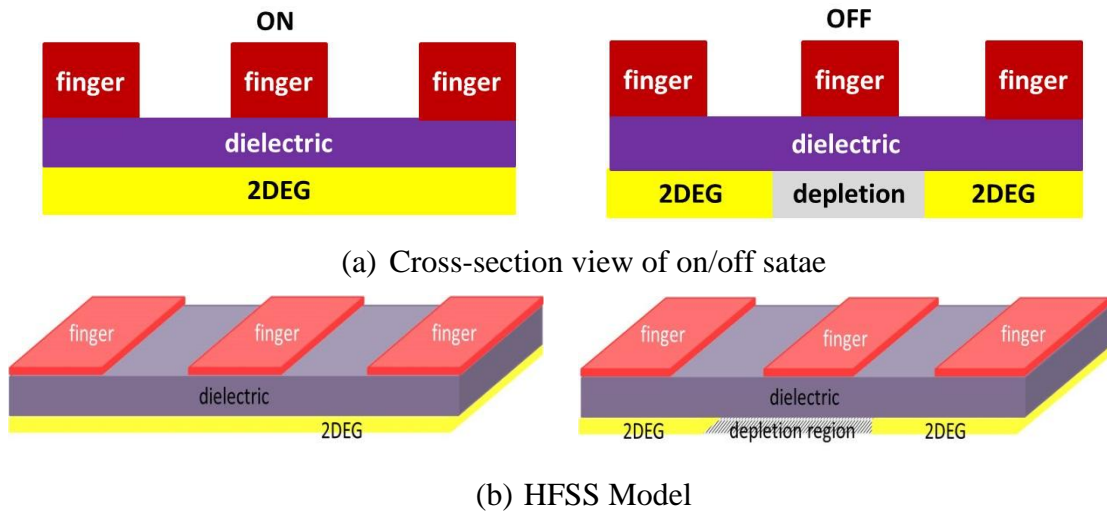 ON OFF
finger finger finger finger finger finger
dielectric dielectric
2DEG 2DEG depletion 2DEG
(a) Cross-section view of on/off satae
finger finger finger finger finger finger
dielectric dielectric
2DEG 2DEG depletion region 2DEG
(b) HFSS Model